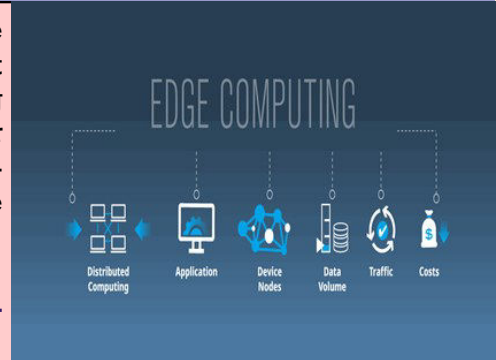 EDGE COMPUTING
Distributed Computing
Application
Device Nodes
Data Volume
Traffic
Costs
$